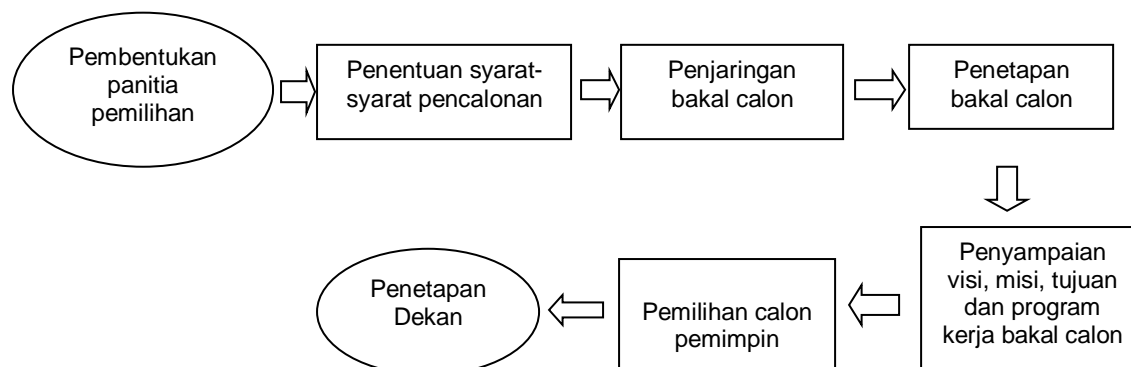 Pembentukan
panitia
pemilihan
Penentuan syarat-
syarat pencalonan
Penjaringan
bakal calon
Penetapan
bakal calon
Penyampaian
visi, misi, tujuan
dan program
kerja bakal calon
Pemilihan calon
pemimpin
Penetapan
Dekan